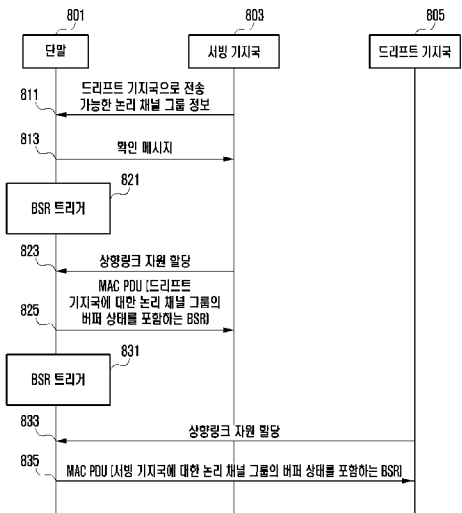 801
803
805
단말
서빙 기지국
드리프트 기지국
811
드리프트 기지국으로 전송
가능한 논리 채널 그룹 정보
813
확인 메시지
821
BSR 트리거
823
상향링크 자원 할당
MAC PDU (드리프트
기지국에 대한 논리 채널 그룹의
버퍼 상태를 포함하는 BSR)
825
831
BSR 트리거
833
상향링크 자원 할당
835
MAC PDU (서빙 기지국에 대한 논리 채널 그룹의 버퍼 상태를 포함하는 BSR)